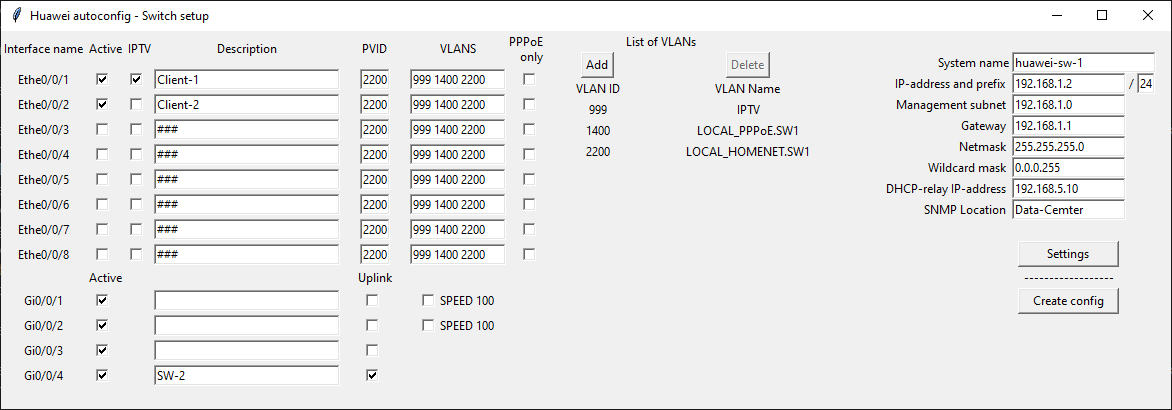 Huawei autoconfig - Switch setup
Interface name Active IPTV Description PVID VLANS PPPoE only
Ethe0/0/1 Client-1 2200 999 1400 2200
Ethe0/0/2 Client-2 2200 999 1400 2200
Ethe0/0/3 ### 2200 999 1400 2200
Ethe0/0/4 ### 2200 999 1400 2200
Ethe0/0/5 ### 2200 999 1400 2200
Ethe0/0/6 ### 2200 999 1400 2200
Ethe0/0/7 ### 2200 999 1400 2200
Ethe0/0/8 ### 2200 999 1400 2200
Active Uplink
Gi0/0/1 SPEED 100
Gi0/0/2 SPEED 100
Gi0/0/3
Gi0/0/4 SW-2
List of VLANs
Add Delete
VLAN ID VLAN Name
999 IPTV
1400 LOCAL_PPPoE.SW1
2200 LOCAL_HOMENET.SW1
System name huawei-sw-1
IP-address and prefix 192.168.1.2 / 24
Management subnet 192.168.1.0
Gateway 192.168.1.1
Netmask 255.255.255.0
Wildcard mask 0.0.0.255
DHCP-relay IP-address 192.168.5.10
SNMP Location Data-Cemter
Settings
------------------
Create config